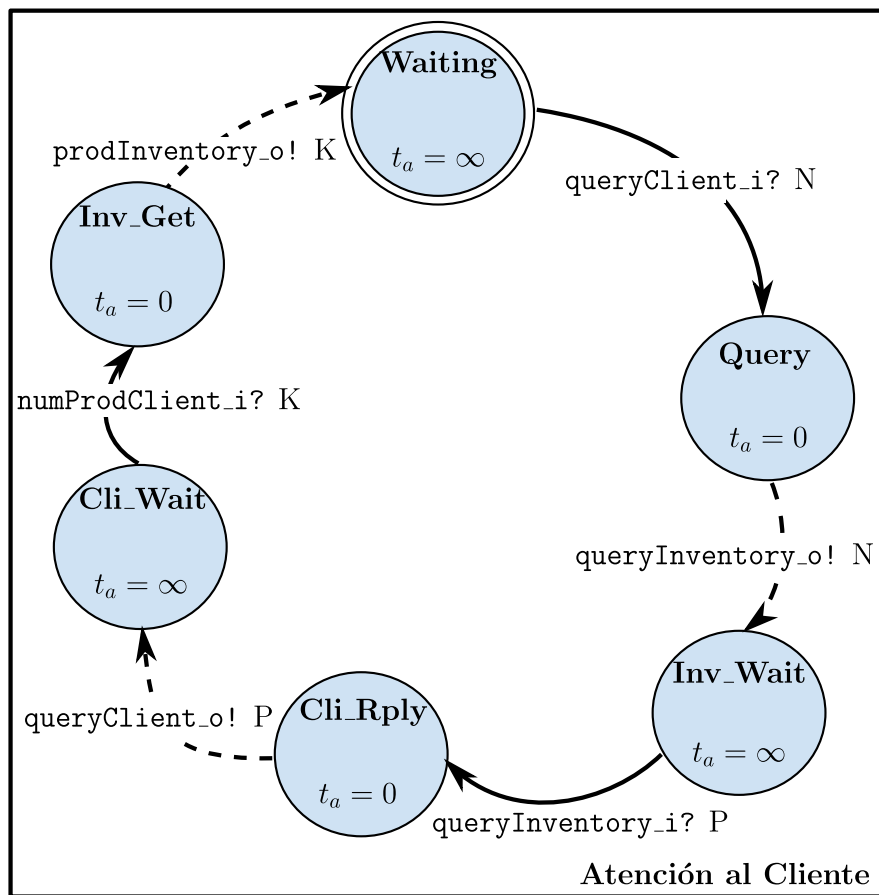 Waiting
t_a = ∞
queryClient_i? N
Query
t_a = 0
queryInventory_o! N
Inv_Wait
t_a = ∞
queryInventory_i? P
Cli_Rply
t_a = 0
queryClient_o! P
Cli_Wait
t_a = ∞
numProdClient_i? K
Inv_Get
t_a = 0
prodInventory_o! K
Atención al Cliente